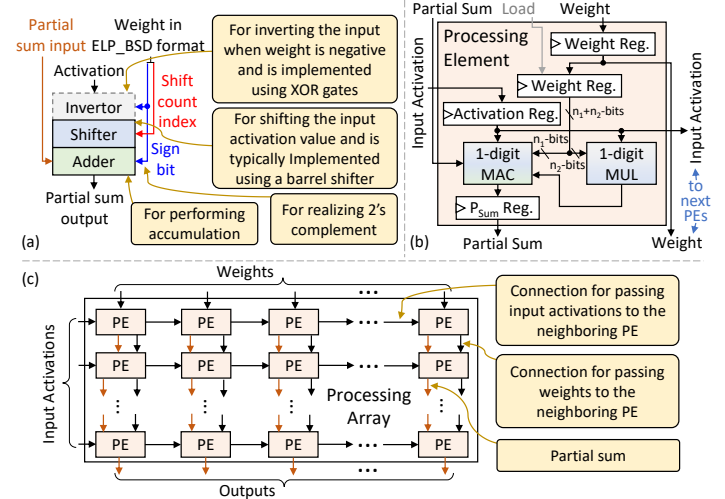 Partial
sum input
Weight in
ELP_BSD format
Activation
Invertor
Shifter
Adder
Shift
count
index
Sign
bit
Partial sum
output
(a)
For inverting the input
when weight is negative
and is implemented
using XOR gates
For shifting the input
activation value and is
typically Implemented
using a barrel shifter
For performing
accumulation
For realizing 2's
complement
Partial Sum
Load
Weight
Processing
Element
Weight Reg.
Weight Reg.
Activation Reg.
n1+n2-bits
Input Activation
Input Activation
n1-bits
n2-bits
1-digit
MAC
1-digit
MUL
PSum Reg.
to
next
PEs
(b)
Partial Sum
Weight
(c)
Weights
Input Activations
PE PE PE ... PE
PE PE PE ... PE
Processing
Array
PE PE PE ... PE
Outputs
Connection for passing
input activations to the
neighboring PE
Connection for passing
weights to the
neighboring PE
Partial sum